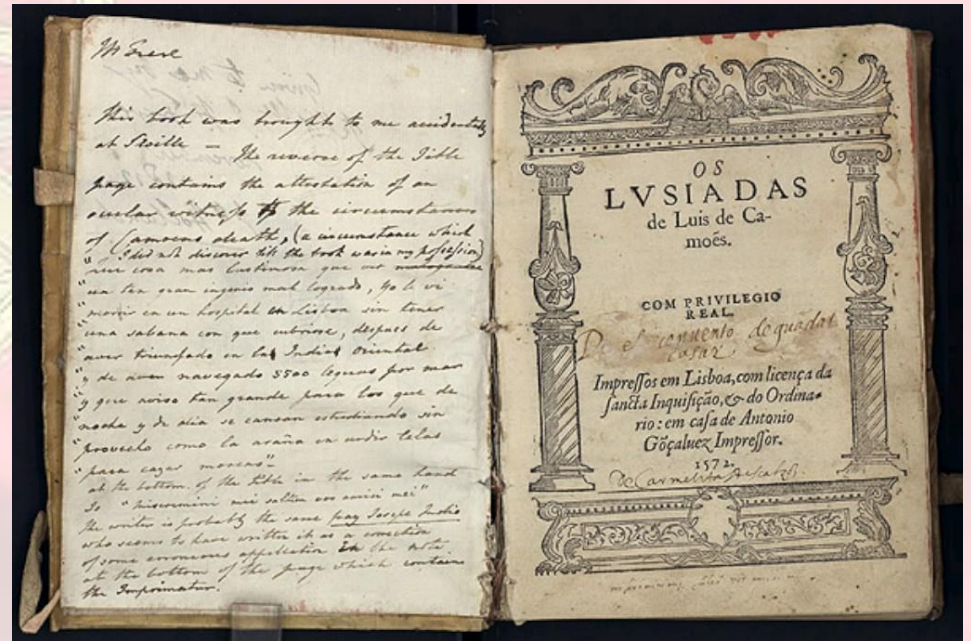 Mr Frere
This book was brought to me accidentally
at Seville — The reverse of the Title
page contains the attestation of an
ocular witness to the circumstances
of Camoens death, (a circumstance which
I did not discover till the book was in my possession)
cosa mas lastimosa que ver
un tan gran ingenio mal logrado, yo le vi
morir en un hospital en Lisboa sin tener
una sabana con que cubrirse, despues de
aver triunfado en la India oriental
y de aver navegado 5500 leguas por mar
y que aviso tan grande para los que de
noche y de dia se cansan estudiando sin
provecho como la araña en urdir telas
"para cazar moscas"
at the bottom of the Title in the same hand
Is "miseremini mei saltem vos amici mei"
the writer is probably the same fray Josepe Indio
who seems to have written it as a correction
of some erroneous appellation in the note
at the bottom of the page which contains
the Imprimatur.
OS
LVSIADAS
de Luis de Ca-
moẽs.
COM PRIVILEGIO
REAL.
convento de guadal
casar
Impreſſos em Lisboa, com licença da
ſancta Inquiſição, & do Ordina-
rio: em caſa de Antonio
Gõçaluez Impreſſor.
1572.